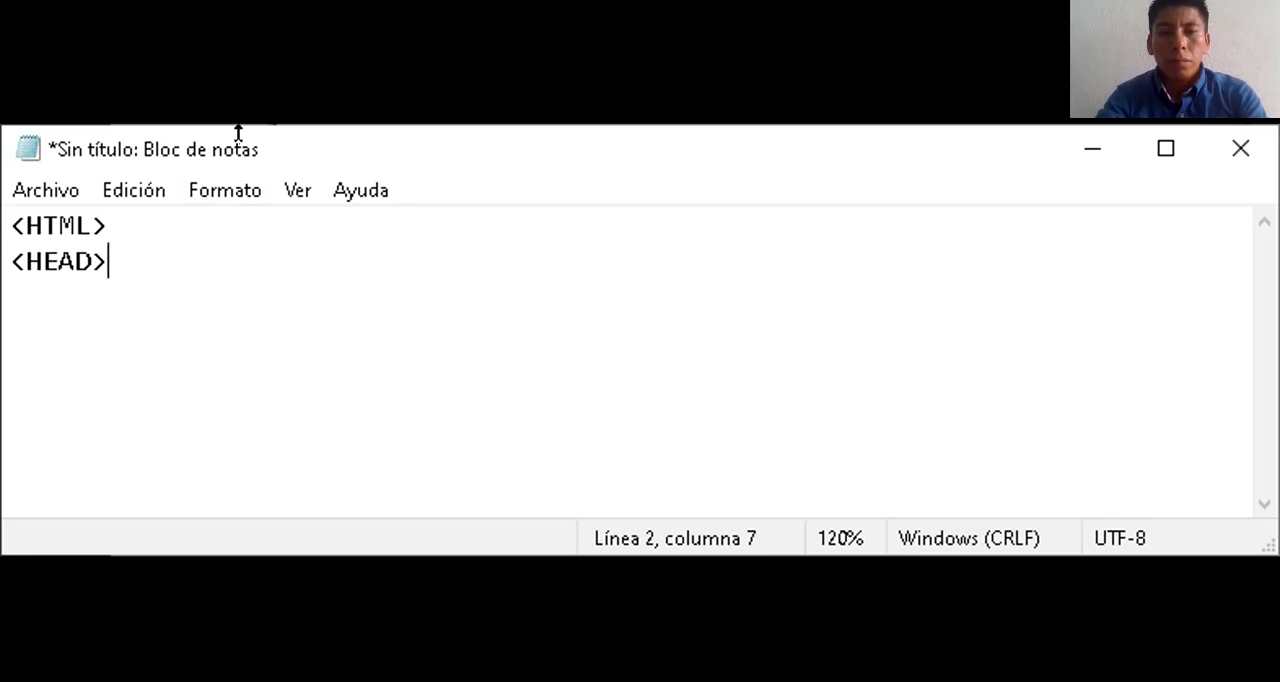 *Sin título: Bloc de notas
Archivo Edición Formato Ver Ayuda
<HTML>
<HEAD>
Línea 2, columna 7 120% Windows (CRLF) UTF-8